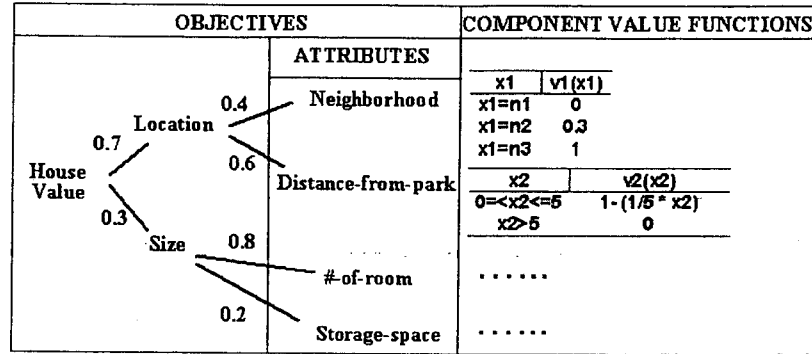 OBJECTIVES
COMPONENT VALUE FUNCTIONS
ATTRIBUTES
x1 v1(x1)
0.4 Neighborhood
x1=n1 0
Location
x1=n2 0.3
0.7
x1=n3 1
0.6
House
Value
Distance-from-park
x2 v2(x2)
0=<x2<=5 1-(1/5* x2)
0.3
x2>5 0
Size
0.8
#-of-room
......
0.2
Storage-space
......